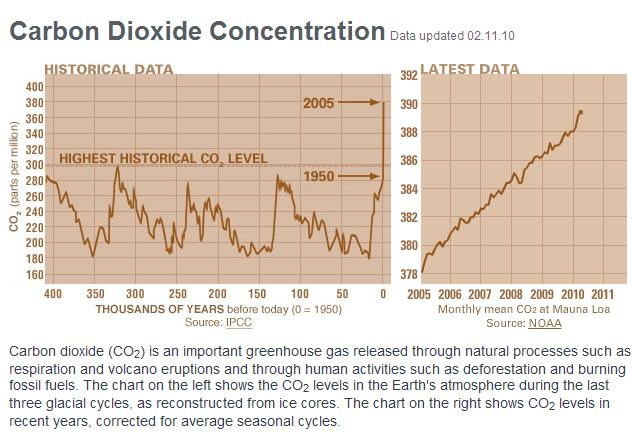 Carbon Dioxide Concentration Data updated 02.11.10
HISTORICAL DATA
CO2 (parts per million)
400
380
360
340
320
300
280
260
240
220
200
180
160
2005
HIGHEST HISTORICAL CO2 LEVEL
1950
400 350 300 250 200 150 100 50 0
THOUSANDS OF YEARS before today (0 = 1950)
Source: IPCC
LATEST DATA
392
390
388
386
384
382
380
378
2005 2006 2007 2008 2009 2010 2011
Monthly mean CO2 at Mauna Loa
Source: NOAA
Carbon dioxide (CO2) is an important greenhouse gas released through natural processes such as
respiration and volcano eruptions and through human activities such as deforestation and burning
fossil fuels. The chart on the left shows the CO2 levels in the Earth's atmosphere during the last
three glacial cycles, as reconstructed from ice cores. The chart on the right shows CO2 levels in
recent years, corrected for average seasonal cycles.